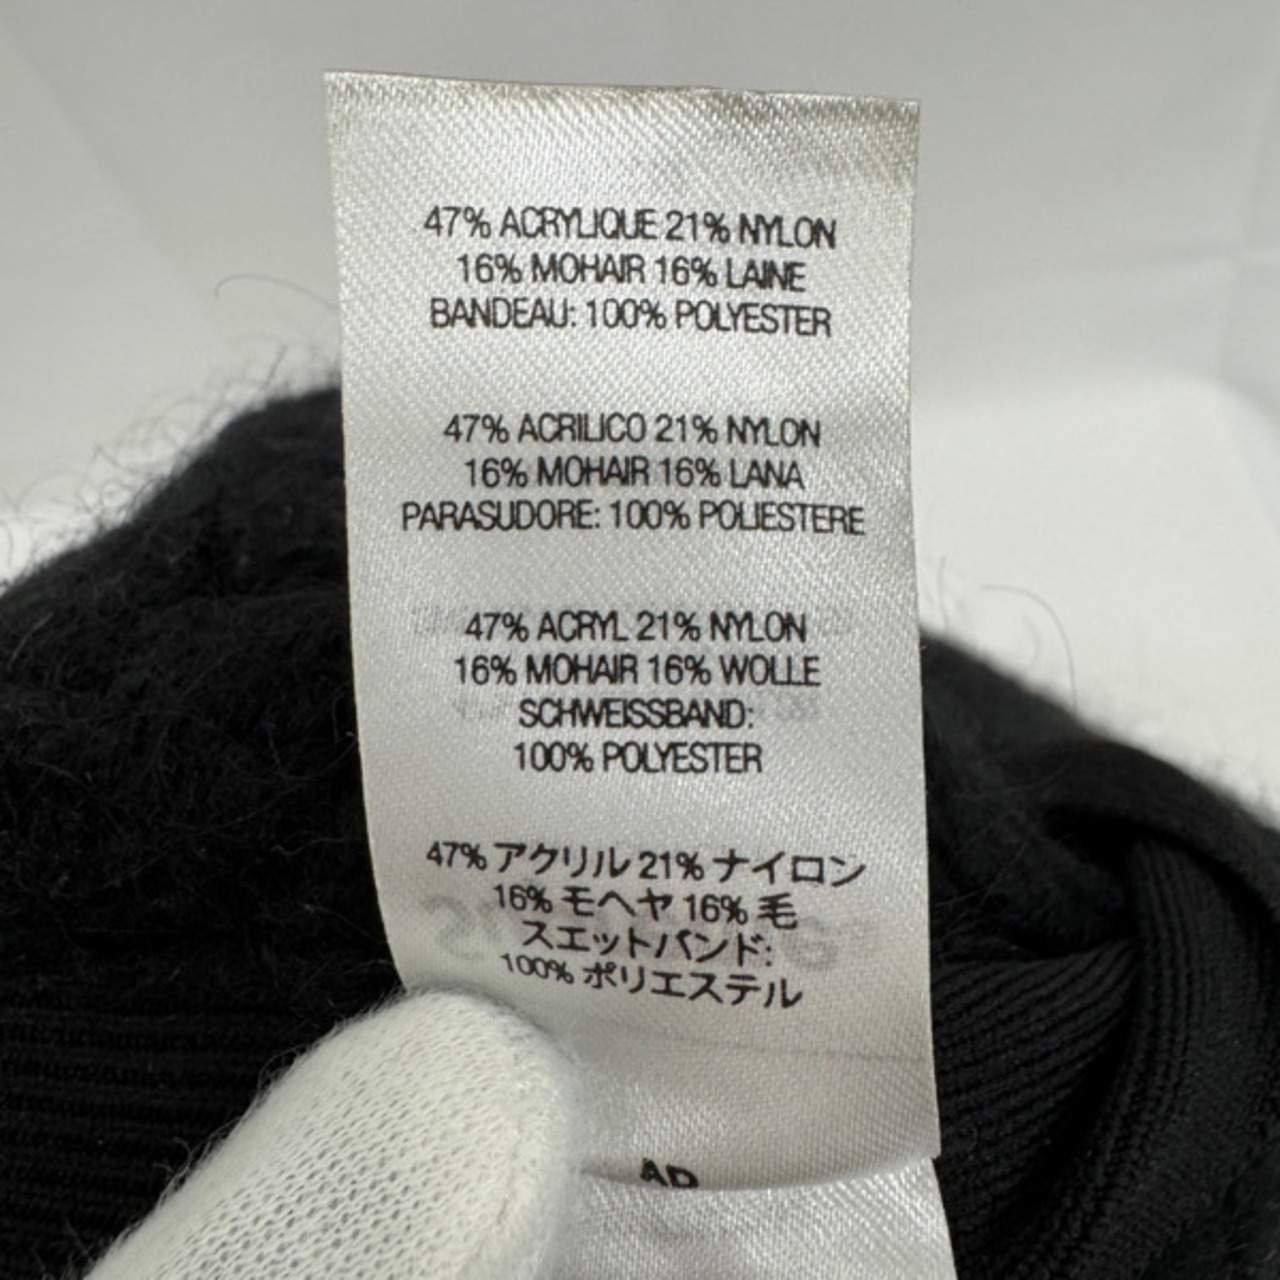 47% ACRYLIQUE 21% NYLON
16% MOHAIR 16% LAINE
BANDEAU: 100% POLYESTER
47% ACRILICO 21% NYLON
16% MOHAIR 16% LANA
PARASUDORE: 100% POLIESTERE
47% ACRYL 21% NYLON
16% MOHAIR 16% WOLLE
SCHWEISSBAND:
100% POLYESTER
47% アクリル 21% ナイロン
16% モヘヤ 16% 毛
スエットバンド:
100% ポリエステル